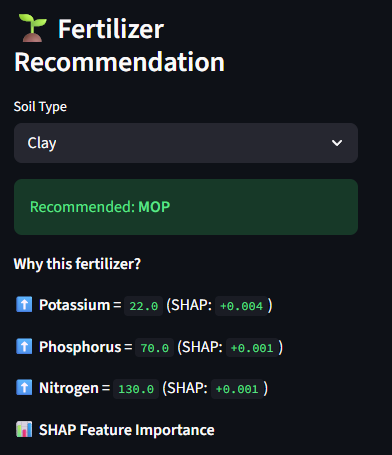 Fertilizer
Recommendation
Soil Type
Clay
Recommended: MOP
Why this fertilizer?
Potassium = 22.0 (SHAP: +0.004 )
Phosphorus = 70.0 (SHAP: +0.001 )
Nitrogen = 130.0 (SHAP: +0.001 )
SHAP Feature Importance